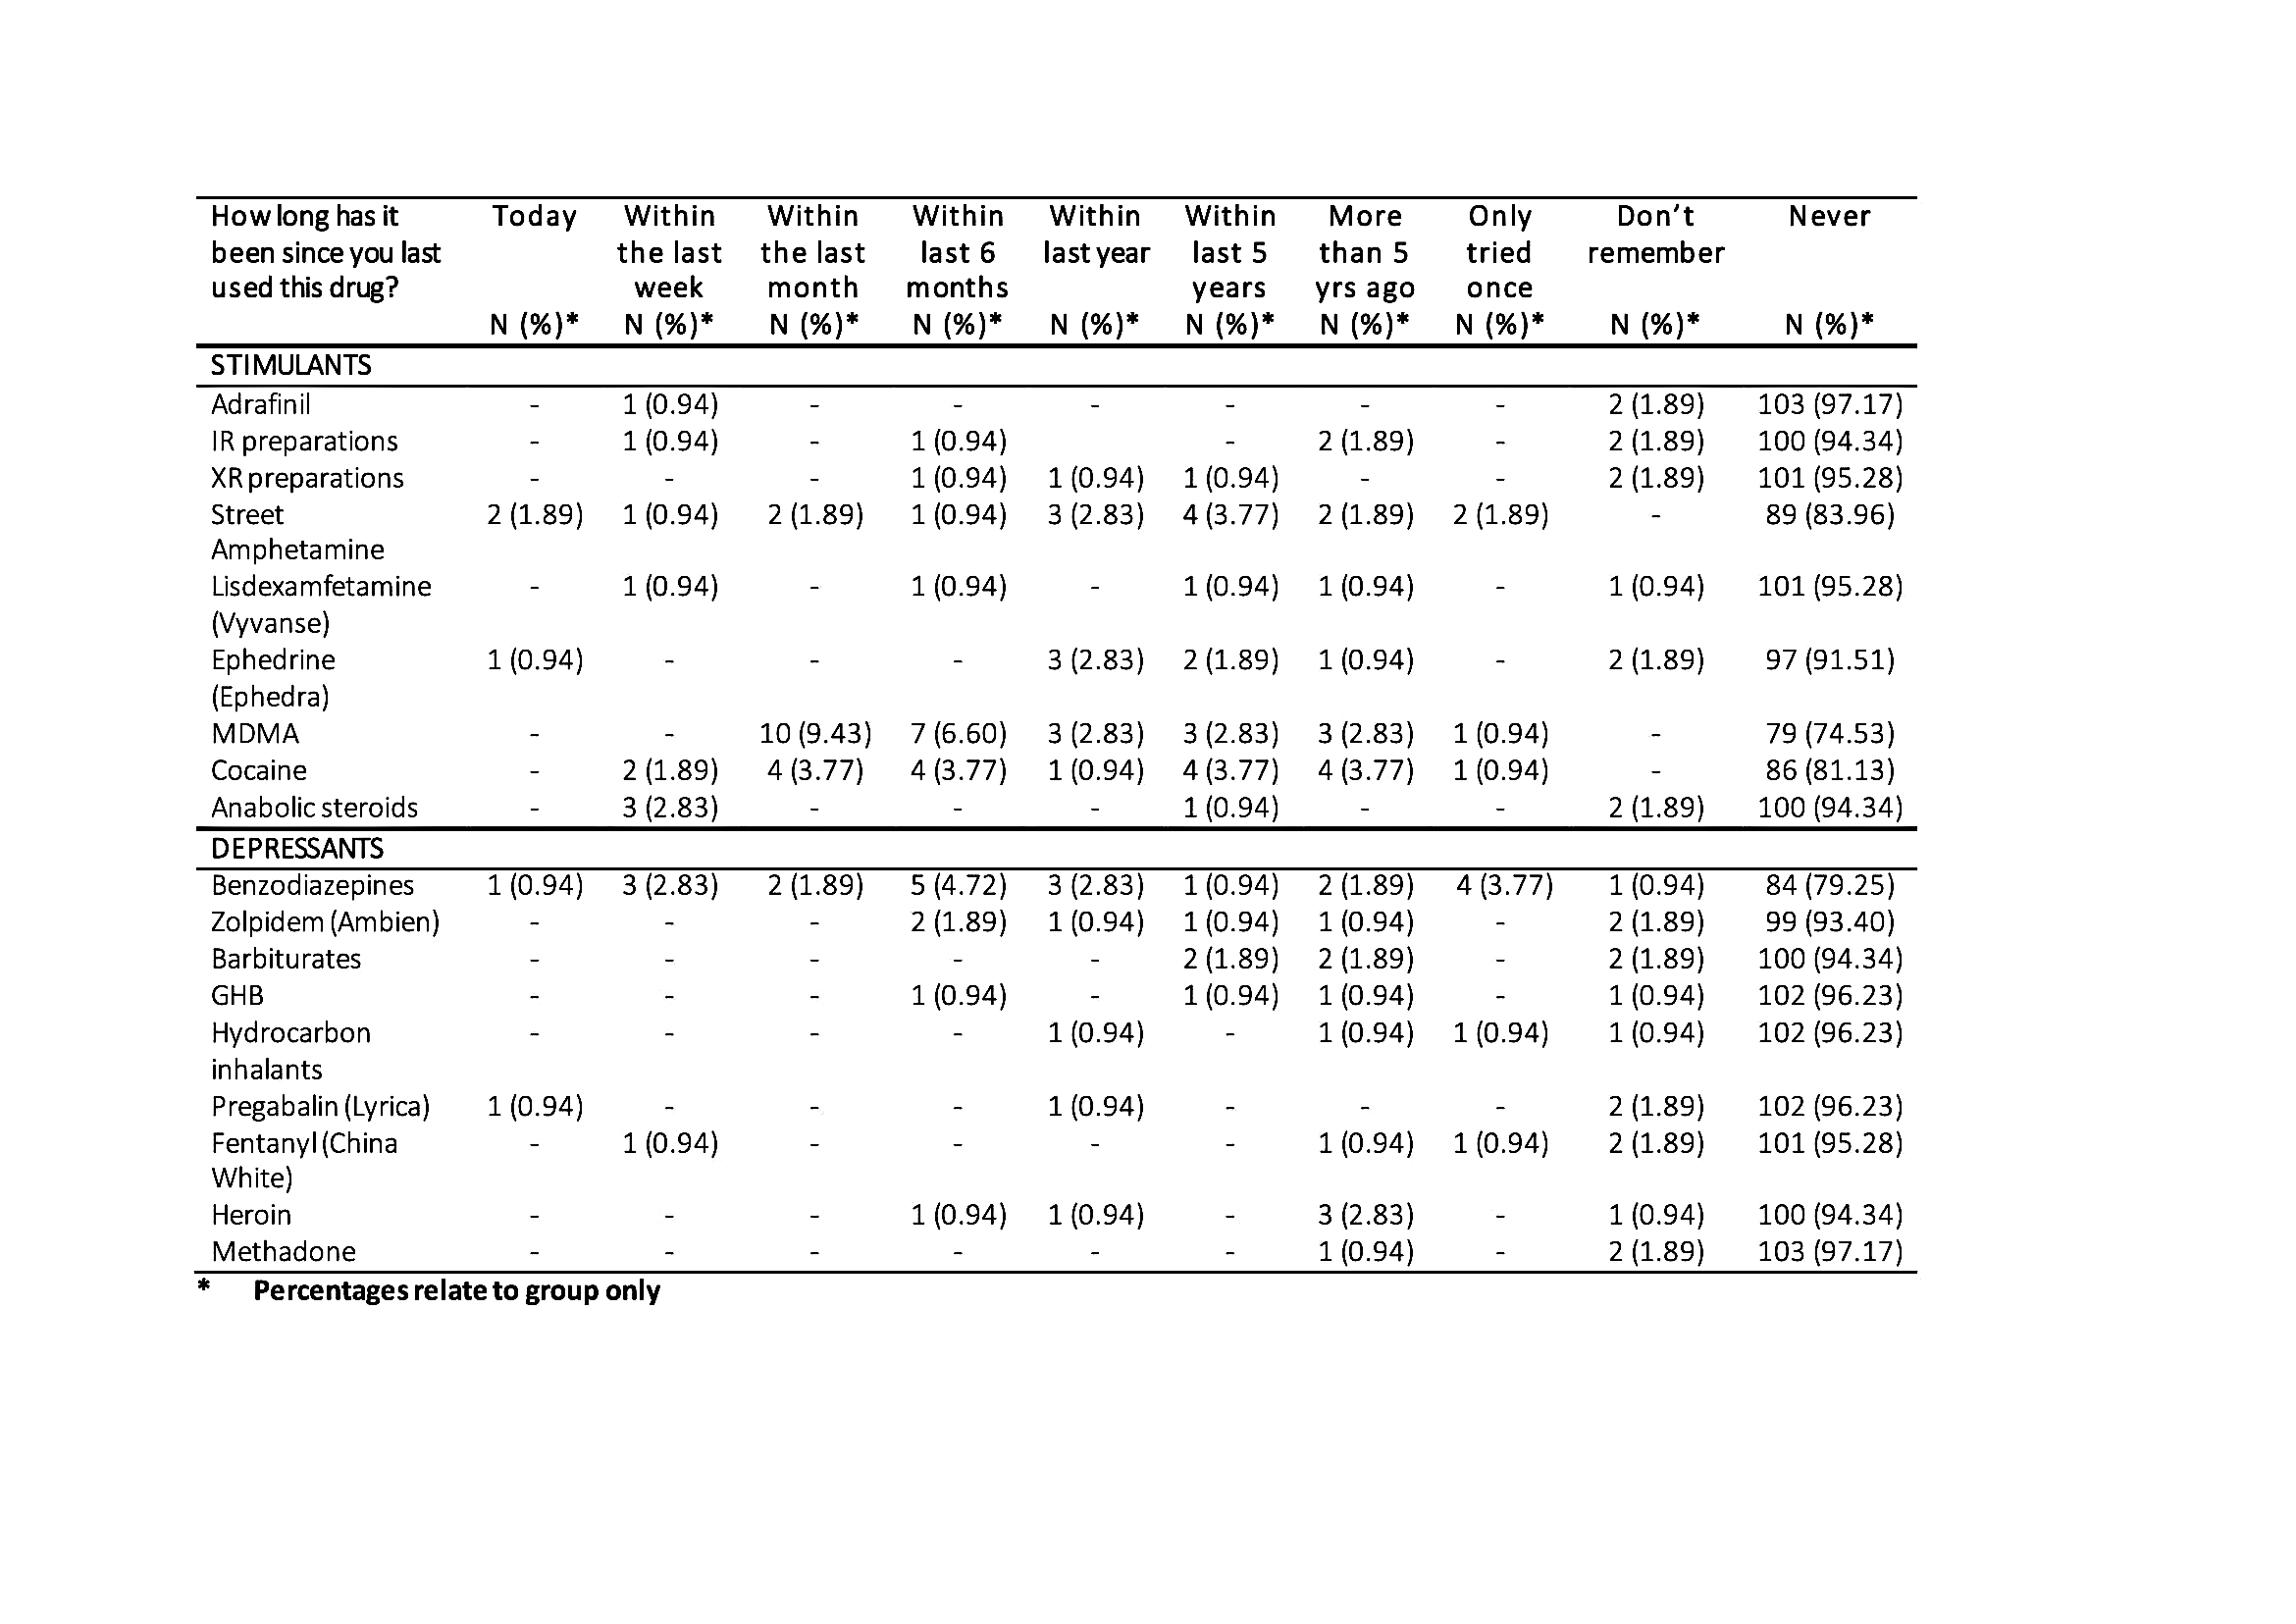 How long has it Today Within Within Within Within Within More Only Don't Never
been since you last the last the last last 6 last year last 5 than 5 tried remember
used this drug? week month months years yrs ago once
N (%)* N (%)* N (%)* N (%)* N (%)* N (%)* N (%)* N (%)* N (%)* N (%)*
STIMULANTS
Adrafinil - 1 (0.94) - - - - - - 2 (1.89) 103 (97.17)
IR preparations - 1 (0.94) - 1 (0.94) - 2 (1.89) - 2 (1.89) 100 (94.34)
XR preparations - - - 1 (0.94) 1 (0.94) 1 (0.94) - - 2 (1.89) 101 (95.28)
Street 2 (1.89) 1 (0.94) 2 (1.89) 1 (0.94) 3 (2.83) 4 (3.77) 2 (1.89) 2 (1.89) - 89 (83.96)
Amphetamine
Lisdexamfetamine - 1 (0.94) - 1 (0.94) - 1 (0.94) 1 (0.94) - 1 (0.94) 101 (95.28)
(Vyvanse)
Ephedrine 1 (0.94) - - - 3 (2.83) 2 (1.89) 1 (0.94) - 2 (1.89) 97 (91.51)
(Ephedra)
MDMA - - 10 (9.43) 7 (6.60) 3 (2.83) 3 (2.83) 3 (2.83) 1 (0.94) - 79 (74.53)
Cocaine - 2 (1.89) 4 (3.77) 4 (3.77) 1 (0.94) 4 (3.77) 4 (3.77) 1 (0.94) - 86 (81.13)
Anabolic steroids - 3 (2.83) - - - 1 (0.94) - - 2 (1.89) 100 (94.34)
DEPRESSANTS
Benzodiazepines 1 (0.94) 3 (2.83) 2 (1.89) 5 (4.72) 3 (2.83) 1 (0.94) 2 (1.89) 4 (3.77) 1 (0.94) 84 (79.25)
Zolpidem (Ambien) - - - 2 (1.89) 1 (0.94) 1 (0.94) 1 (0.94) - 2 (1.89) 99 (93.40)
Barbiturates - - - - - 2 (1.89) 2 (1.89) - 2 (1.89) 100 (94.34)
GHB - - - 1 (0.94) - 1 (0.94) 1 (0.94) - 1 (0.94) 102 (96.23)
Hydrocarbon - - - - 1 (0.94) - 1 (0.94) 1 (0.94) 1 (0.94) 102 (96.23)
inhalants
Pregabalin (Lyrica) 1 (0.94) - - - 1 (0.94) - - - 2 (1.89) 102 (96.23)
Fentanyl (China - 1 (0.94) - - - - 1 (0.94) 1 (0.94) 2 (1.89) 101 (95.28)
White)
Heroin - - - 1 (0.94) 1 (0.94) - 3 (2.83) - 1 (0.94) 100 (94.34)
Methadone - - - - - - 1 (0.94) - 2 (1.89) 103 (97.17)
* Percentages relate to group only